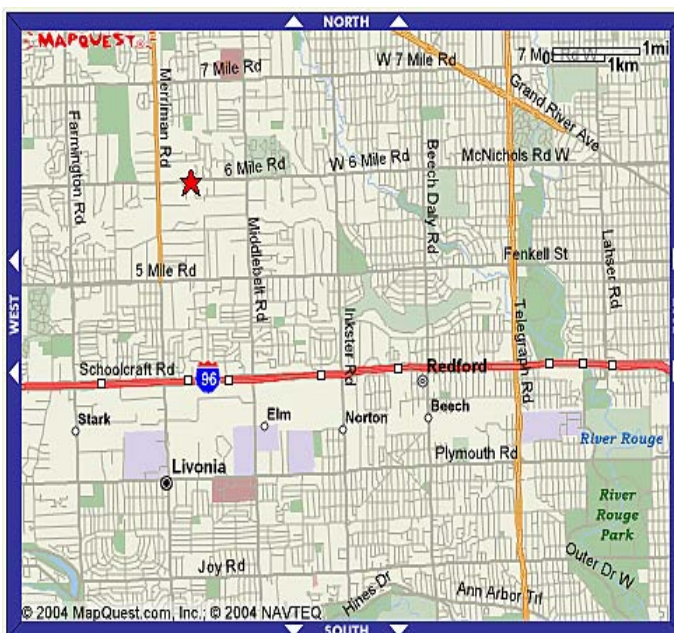 NORTH
MAPQUEST
1mi
0
1km
7 Mile Rd
W 7 Mile Rd
7 M Rd W
Grand River Ave
Farmington Rd
Merriman Rd
6 Mile Rd
W 6 Mile Rd
Beech Daly Rd
McNichols Rd W
Middlebelt Rd
5 Mile Rd
Fenkell St
Lahser Rd
WEST
Inkster Rd
Telegraph Rd
Schoolcraft Rd
96
Redford
Stark
Elm
Norton
Beech
River Rouge
Livonia
Plymouth Rd
River
Rouge
Park
Joy Rd
Outer Dr W
Hines Dr
Ann Arbor Trl
© 2004 MapQuest.com, Inc.; © 2004 NAVTEQ
SOUTH